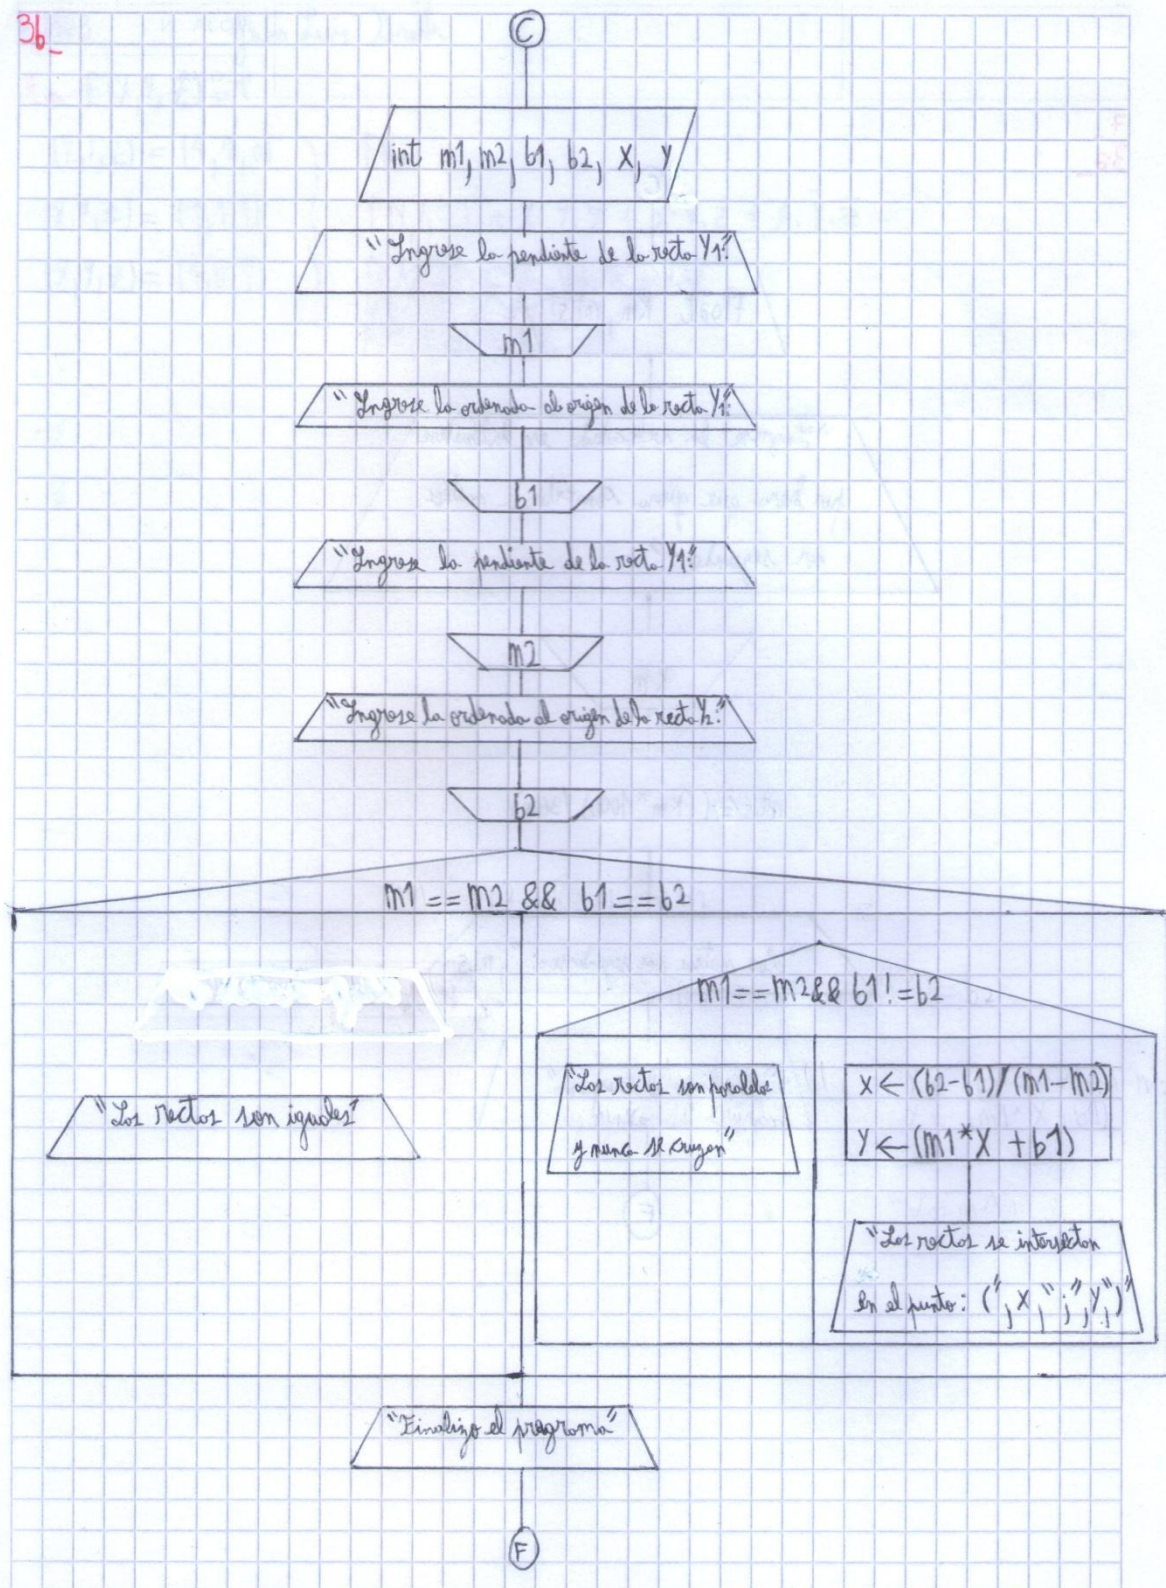 3b_
C
int m1, m2, b1, b2, X, Y
"Ingrese la pendiente de la recta Y1:"
m1
"Ingrese la ordenada al origen de la recta Y1:"
b1
"Ingrese la pendiente de la recta Y1:"
m2
"Ingrese la ordenada al origen de la recta Y2:"
b2
m1 == m2 && b1 == b2
m1 == m2 && b1 != b2
"Las rectas son iguales"
"Las rectas son paralelas
y nunca se cruzan"
X ← (b2-b1)/(m1-m2)
Y ← (m1*X + b1)
"Las rectas se intersectan
en el punto: (", X, ";", Y, ")"
"Finalizo el programa"
F